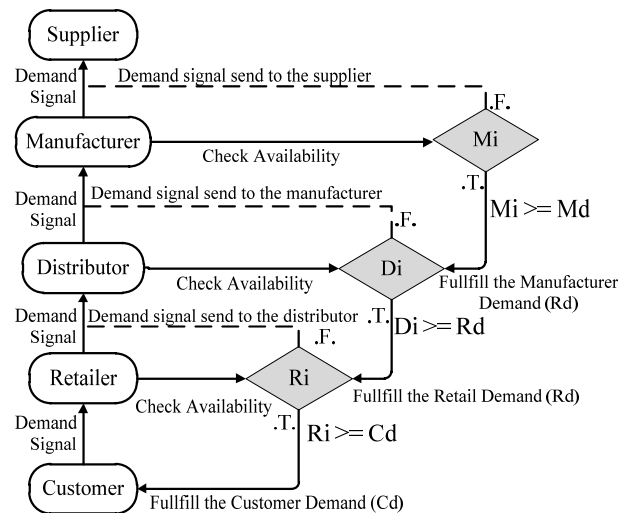 Supplier
Demand
Signal
Demand signal send to the supplier
.F.
Manufacturer
Mi
Check Availability
.T.
Demand
Signal
Demand signal send to the manufacturer
Mi >= Md
.F.
Distributor
Di
Check Availability
Fullfill the Manufacturer
Demand (Rd)
Demand
Signal
Demand signal send to the distributor
.T.
Di >= Rd
.F.
Retailer
Ri
Check Availability
Fullfill the Retail Demand (Rd)
.T.
Demand
Signal
Ri >= Cd
Customer
Fullfill the Customer Demand (Cd)